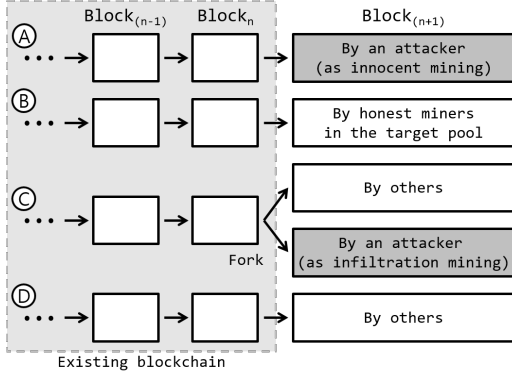 Block(n-1) Blockn Block(n+1)
A
...
By an attacker
(as innocent mining)
B
...
By honest miners
in the target pool
C
...
By others
Fork
By an attacker
(as infiltration mining)
D
...
By others
Existing blockchain